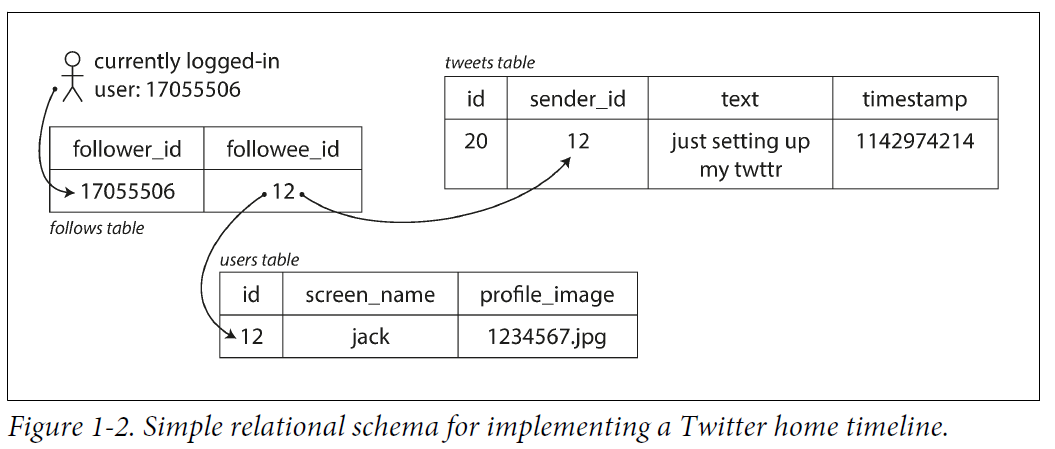 currently logged-in
user: 17055506
follower_id followee_id
17055506 12
follows table
tweets table
id sender_id text timestamp
20 12 just setting up 1142974214
my twttr
users table
id screen_name profile_image
12 jack 1234567.jpg
Figure 1-2. Simple relational schema for implementing a Twitter home timeline.